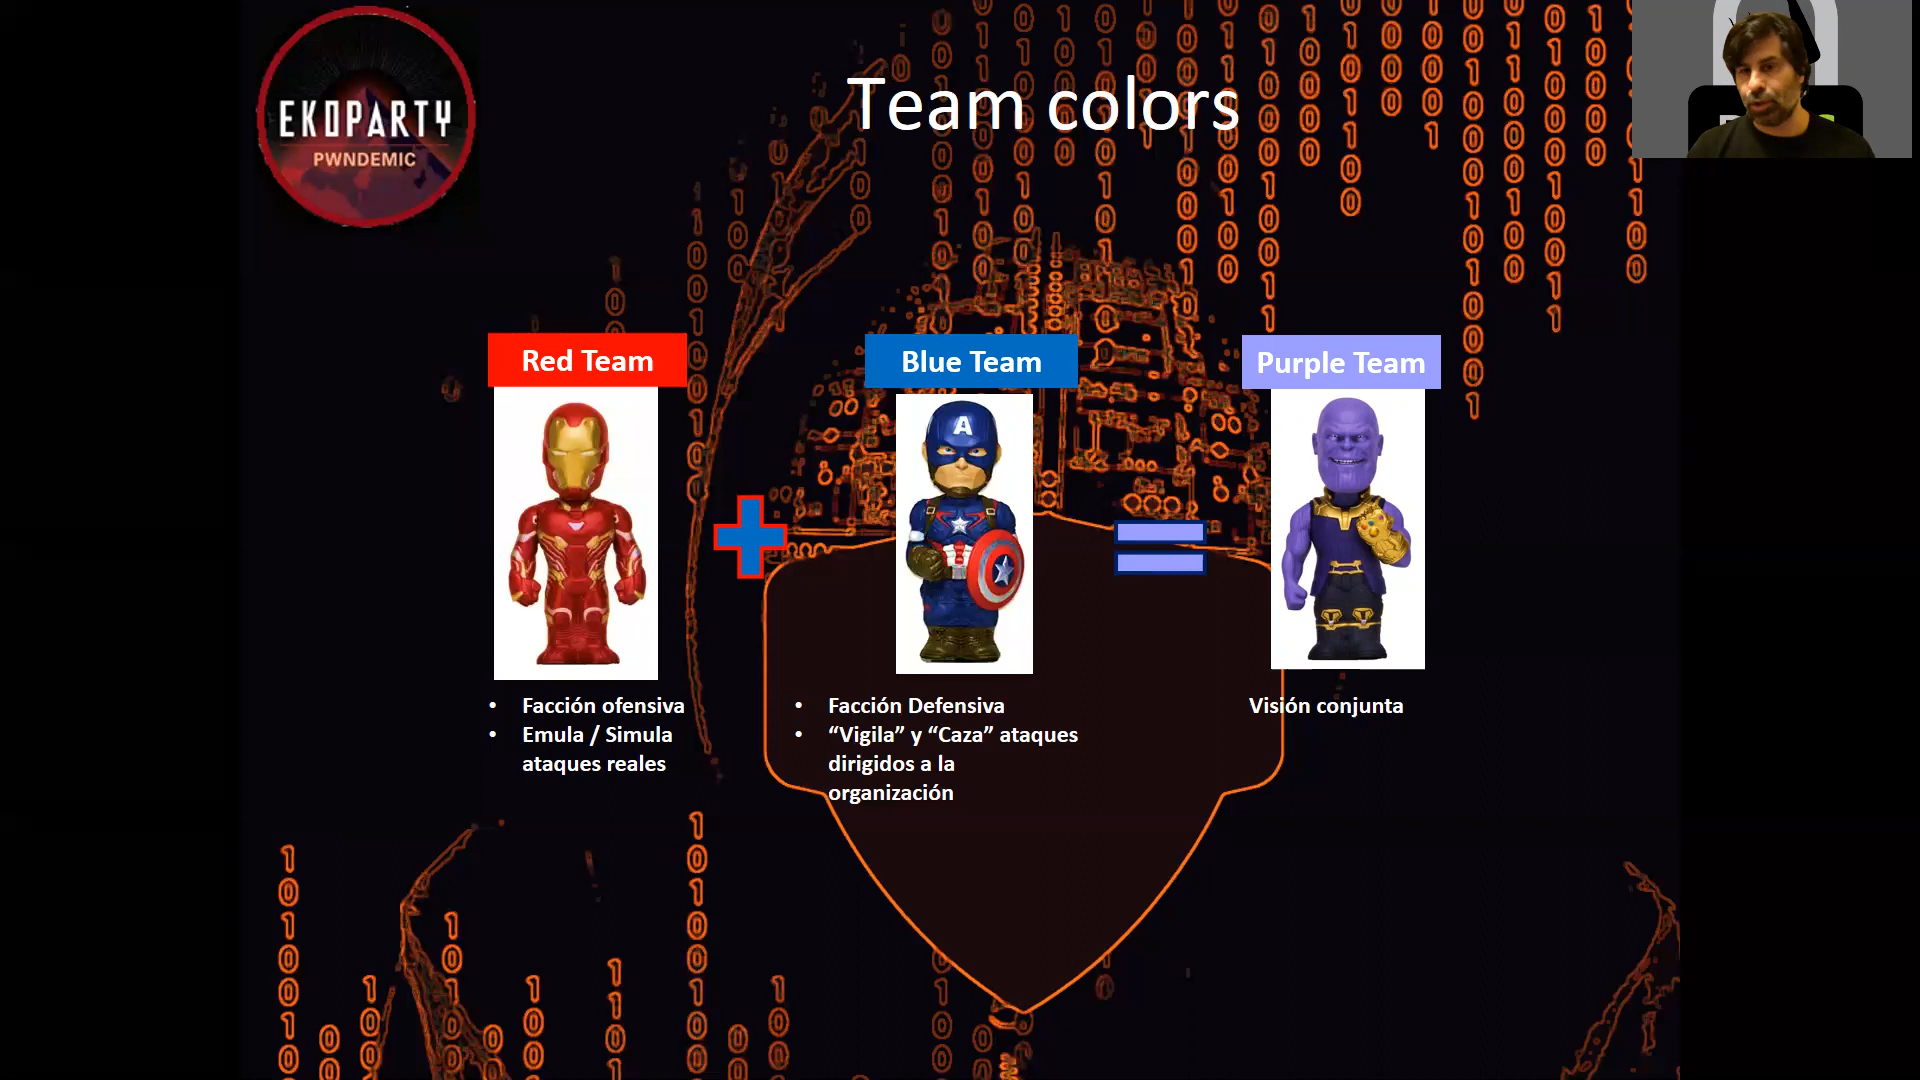 EKOPARTY
PWNDEMIC
Team colors
Red Team
Blue Team
Purple Team
A
• Facción ofensiva
• Emula / Simula
ataques reales
• Facción Defensiva
• “Vigila” y “Caza” ataques
dirigidos a la
organización
Visión conjunta